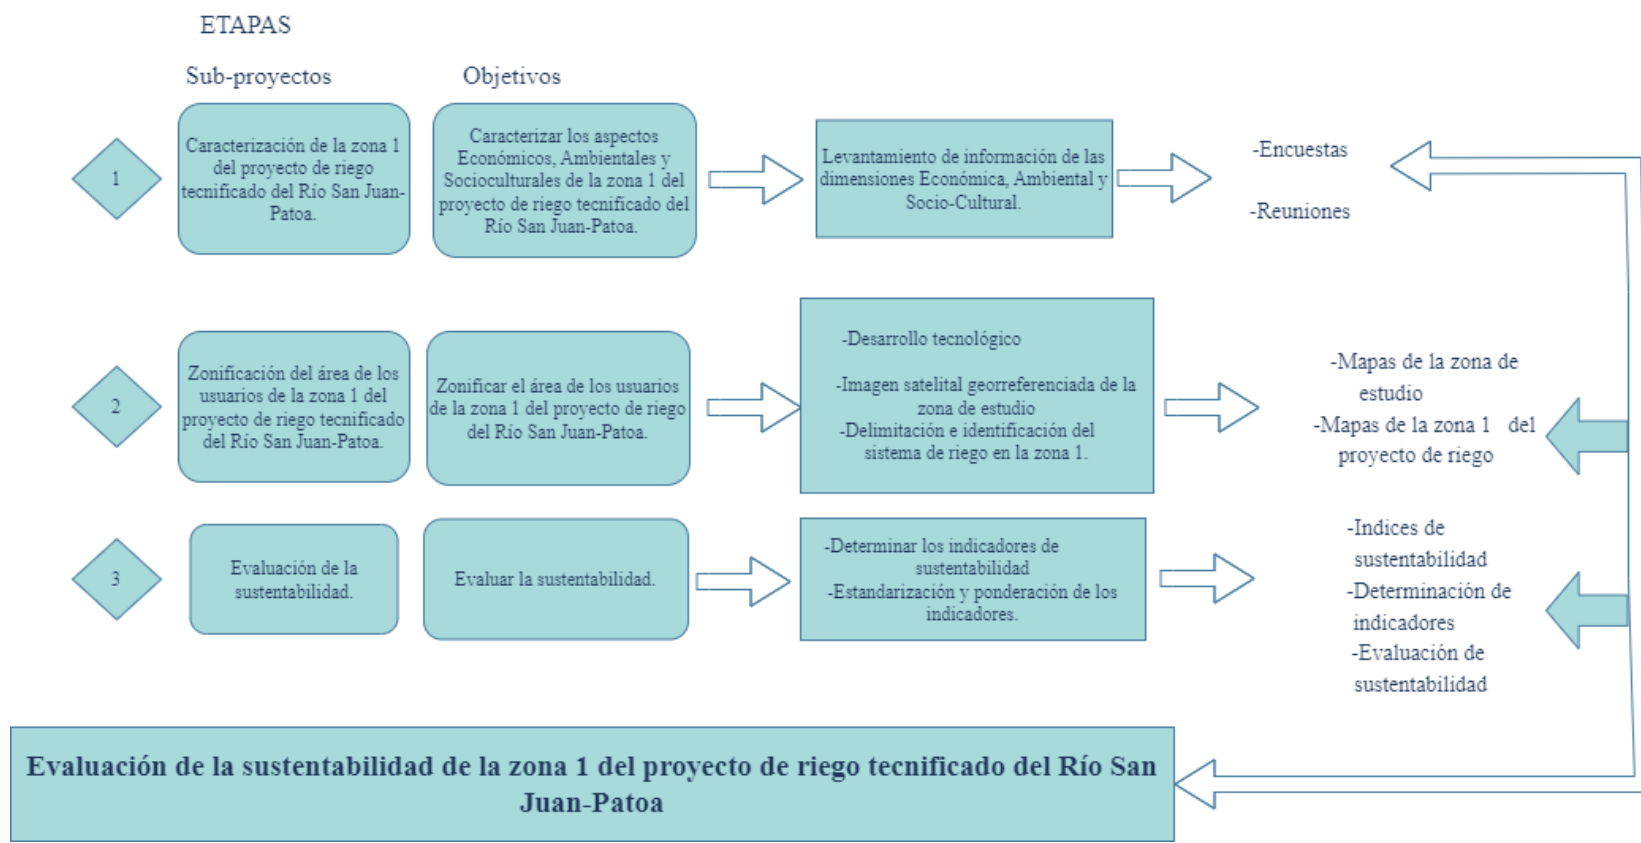 ETAPAS
Sub-proyectos
Objetivos
1
Caracterización de la zona 1
del proyecto de riego
tecnificado del Río San Juan-
Patoa.
Caracterizar los aspectos
Económicos, Ambientales y
Socioculturales de la zona 1 del
proyecto de riego tecnificado del
Río San Juan-Patoa.
Levantamiento de información de las
dimensiones Económica, Ambiental y
Socio-Cultural.
-Encuestas
-Reuniones
2
Zonificación del área de los
usuarios de la zona 1 del
proyecto de riego tecnificado
del Río San Juan-Patoa.
Zonificar el área de los usuarios
de la zona 1 del proyecto de riego
del Río San Juan-Patoa.
-Desarrollo tecnológico
-Imagen satelital georreferenciada de la
zona de estudio
-Delimitación e identificación del
sistema de riego en la zona 1.
-Mapas de la zona de
estudio
-Mapas de la zona 1 del
proyecto de riego
3
Evaluación de la
sustentabilidad.
Evaluar la sustentabilidad.
-Determinar los indicadores de
sustentabilidad
-Estandarización y ponderación de los
indicadores.
-Indices de
sustentabilidad
-Determinación de
indicadores
-Evaluación de
sustentabilidad
Evaluación de la sustentabilidad de la zona 1 del proyecto de riego tecnificado del Río San
Juan-Patoa